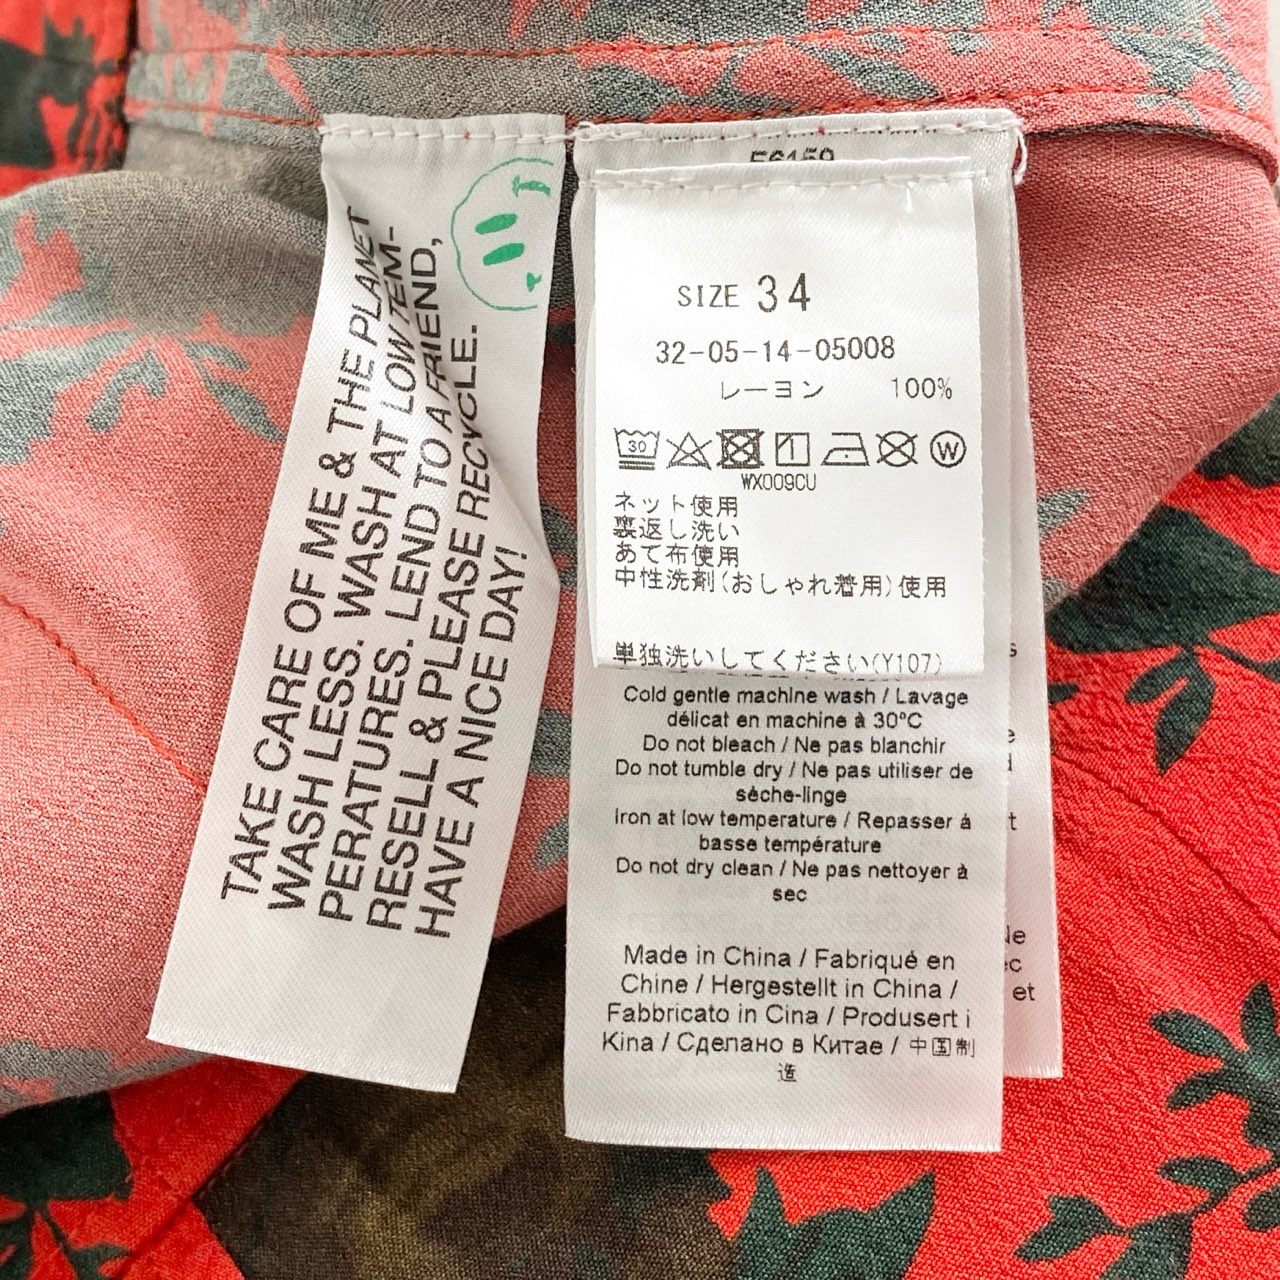 TAKE CARE OF ME & THE PLANET
WASH LESS. WASH AT LOW TEM-
PERATURES. LEND TO A FRIEND,
RESELL & PLEASE RECYCLE.
HAVE A NICE DAY!
F6159
SIZE 34
32-05-14-05008
レーヨン 100%
30
W
WX009CU
ネット使用
裏返し洗い
あて布使用
中性洗剤(おしゃれ着用)使用
単独洗いしてください(Y107)
Cold gentle machine wash / Lavage
délicat en machine à 30ºC
Do not bleach / Ne pas blanchir
Do not tumble dry / Ne pas utiliser de
sèche-linge
Iron at low temperature / Repasser à
basse température
Do not dry clean / Ne pas nettoyer à
sec
Made in China / Fabriqué en
Chine / Hergestellt in China /
Fabbricato in Cina / Produsert i
Kina / Сделано в Китае / 中国制
造
et